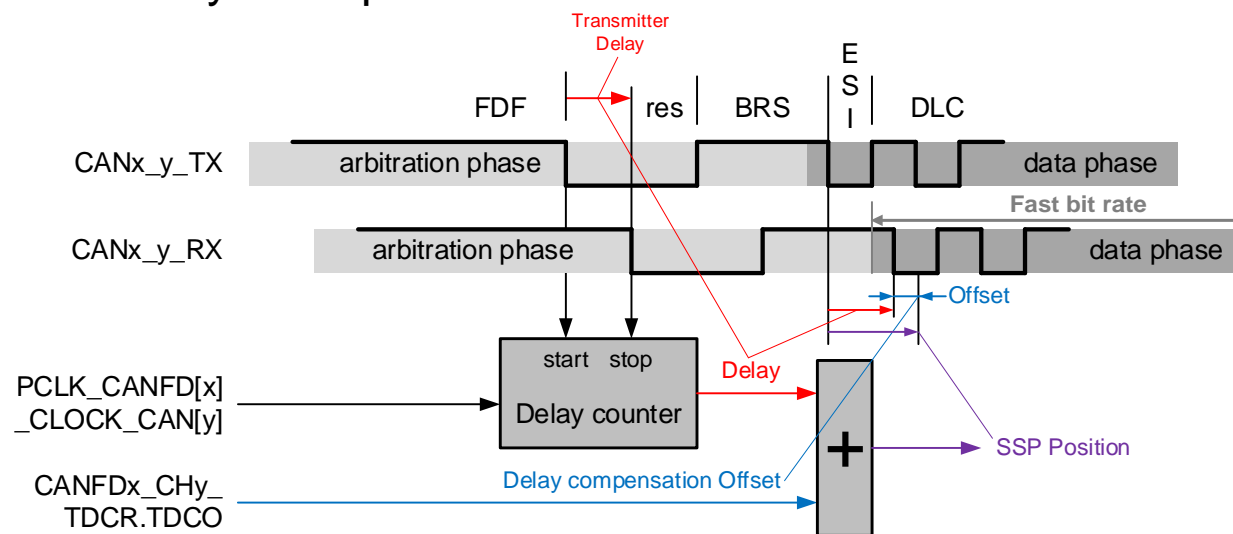 Transmitter
Delay
E
S
I
FDF
res
BRS
DLC
CANx_y_TX
arbitration phase
data phase
Fast bit rate
CANx_y_RX
arbitration phase
data phase
Offset
start stop
Delay
PCLK_CANFD[x]
_CLOCK_CAN[y]
Delay counter
+
SSP Position
Delay compensation Offset
CANFDx_CHy_
TDCR.TDCO